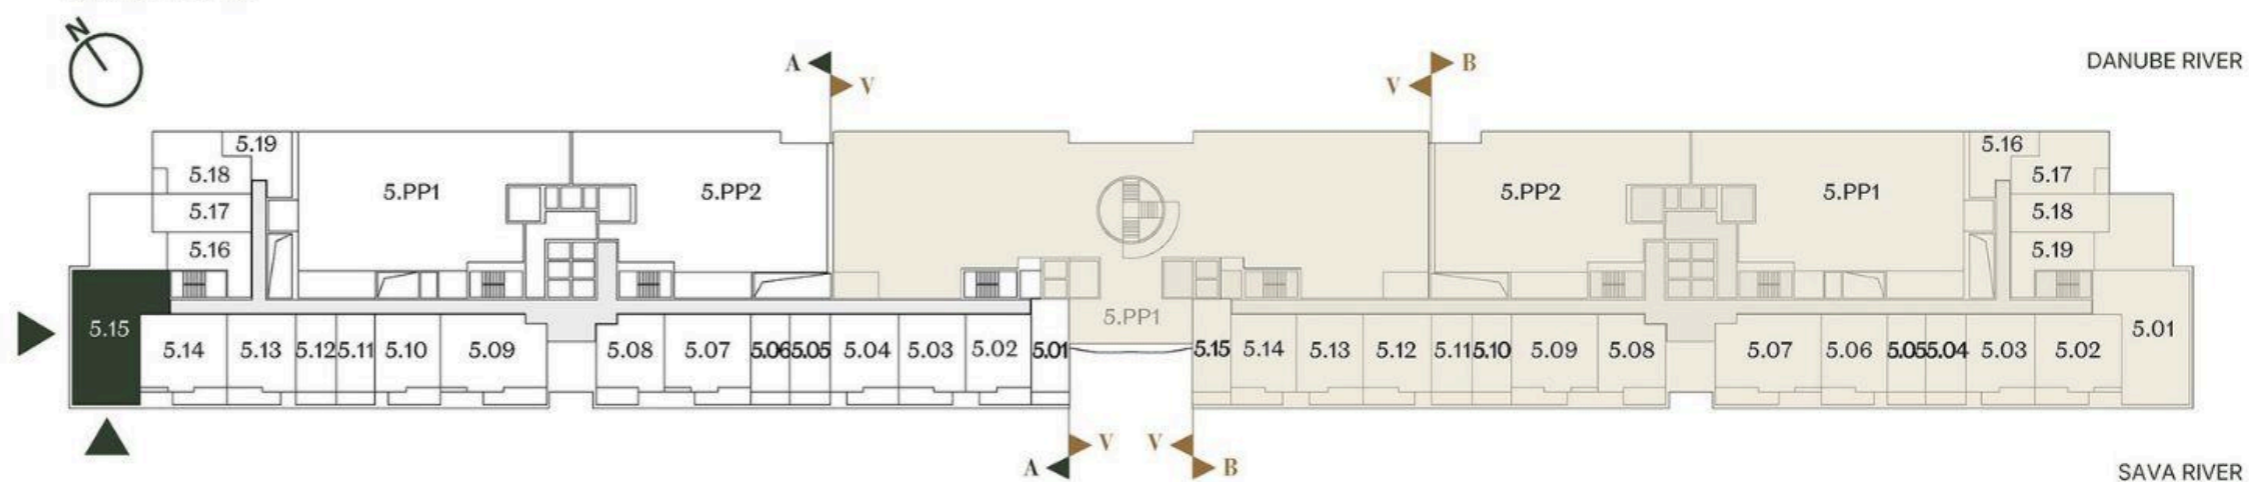 N
A
V
V
B
DANUBE RIVER
5.19
5.18
5.17
5.16
5.PP1
5.PP2
5.PP2
5.PP1
5.16
5.17
5.18
5.19
5.15
5.14 5.13 5.12 5.11 5.10 5.09 5.08 5.07 5.06 5.05 5.04 5.03 5.02 5.01
5.PP1
5.15 5.14 5.13 5.12 5.11 5.10 5.09 5.08 5.07 5.06 5.05 5.04 5.03 5.02
5.01
V
V
A
B
SAVA RIVER